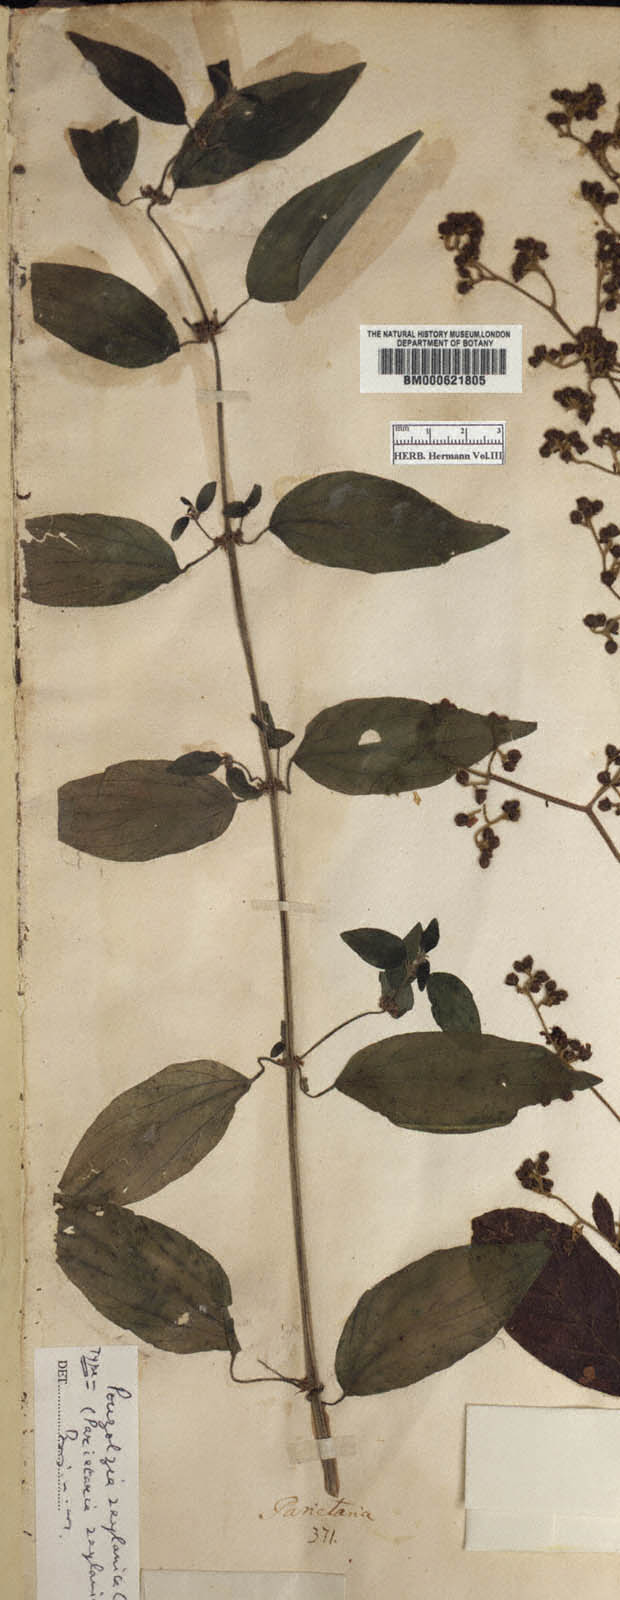 THE NATURAL HISTORY MUSEUM, LONDON
DEPARTMENT OF BOTANY
BM000621805
mm 1 2 3
HERB. Hermann Vol.III
Pouzolzia zeylanica (
Type = (Parietaria zeylani
DET.
Parietaria
371.